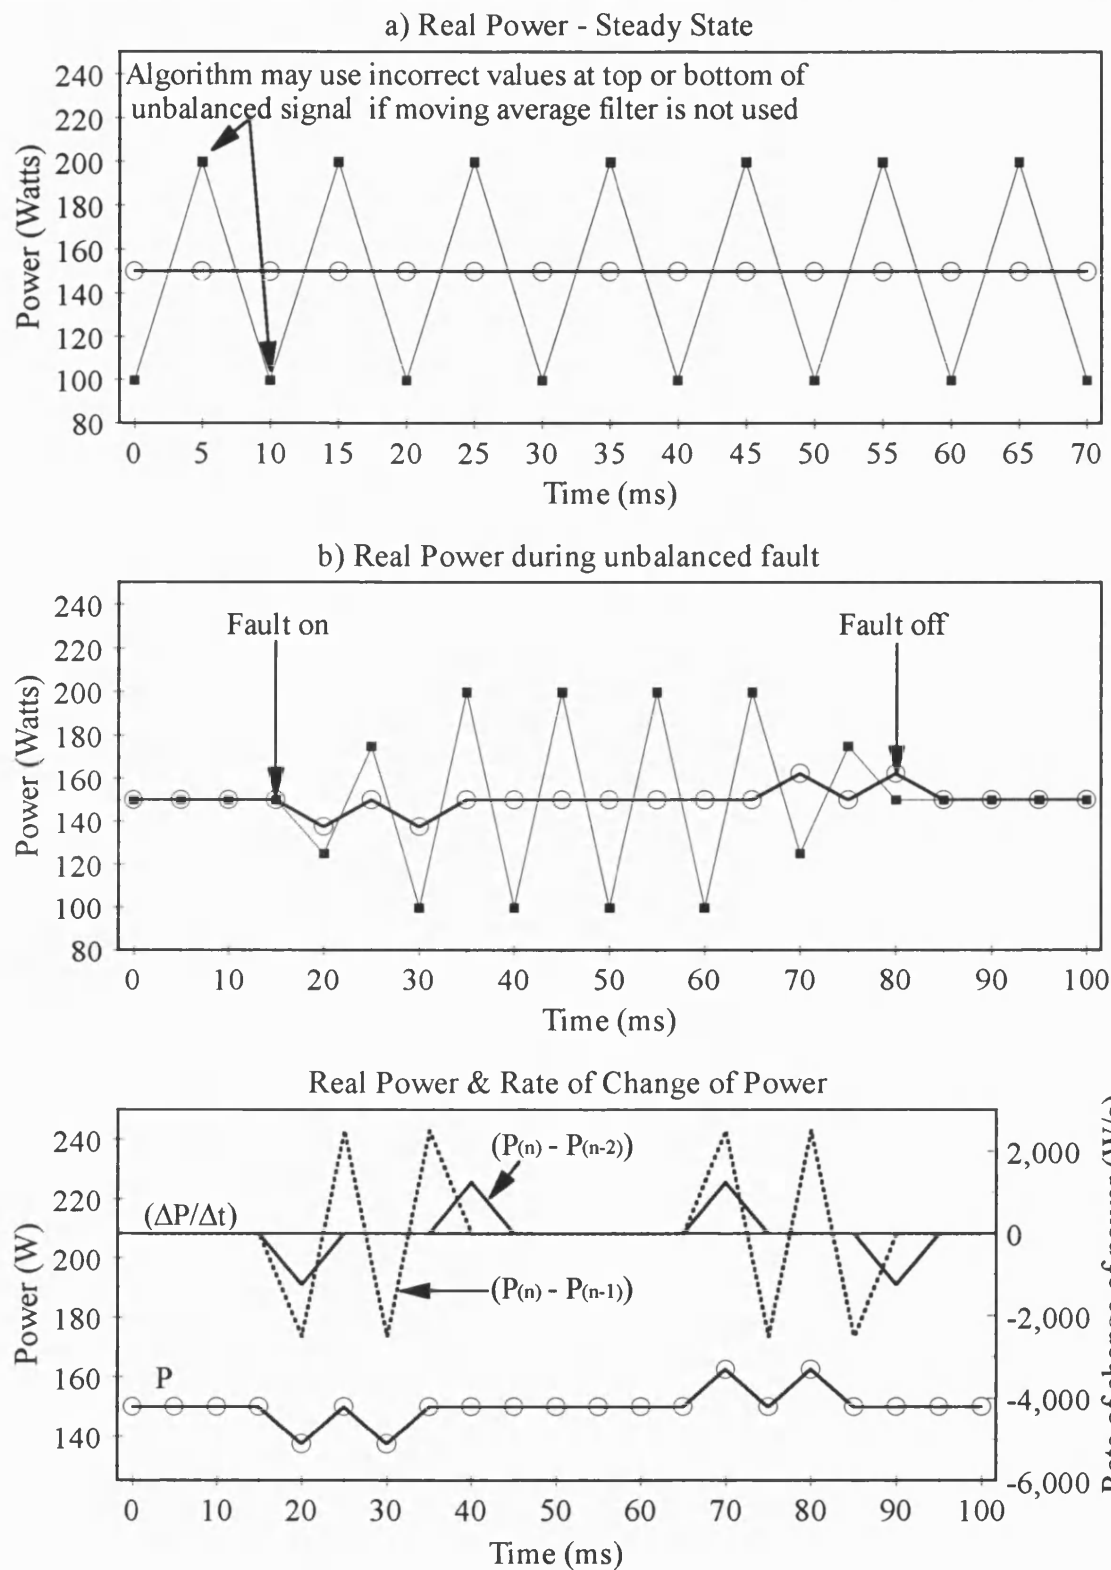 a) Real Power - Steady State
Algorithm may use incorrect values at top or bottom of
unbalanced signal if moving average filter is not used
Power (Watts)
240
220
200
180
160
140
120
100
80
0 5 10 15 20 25 30 35 40 45 50 55 60 65 70
Time (ms)
b) Real Power during unbalanced fault
Fault on
Fault off
Power (Watts)
240
220
200
180
160
140
120
100
80
0 10 20 30 40 50 60 70 80 90 100
Time (ms)
Real Power & Rate of Change of Power
(P(n) - P(n-2))
(ΔP/Δt)
(P(n) - P(n-1))
P
Power (W)
240
220
200
180
160
140
2,000
0
-2,000
-4,000
-6,000
Rate of change of power (W/s)
0 10 20 30 40 50 60 70 80 90 100
Time (ms)